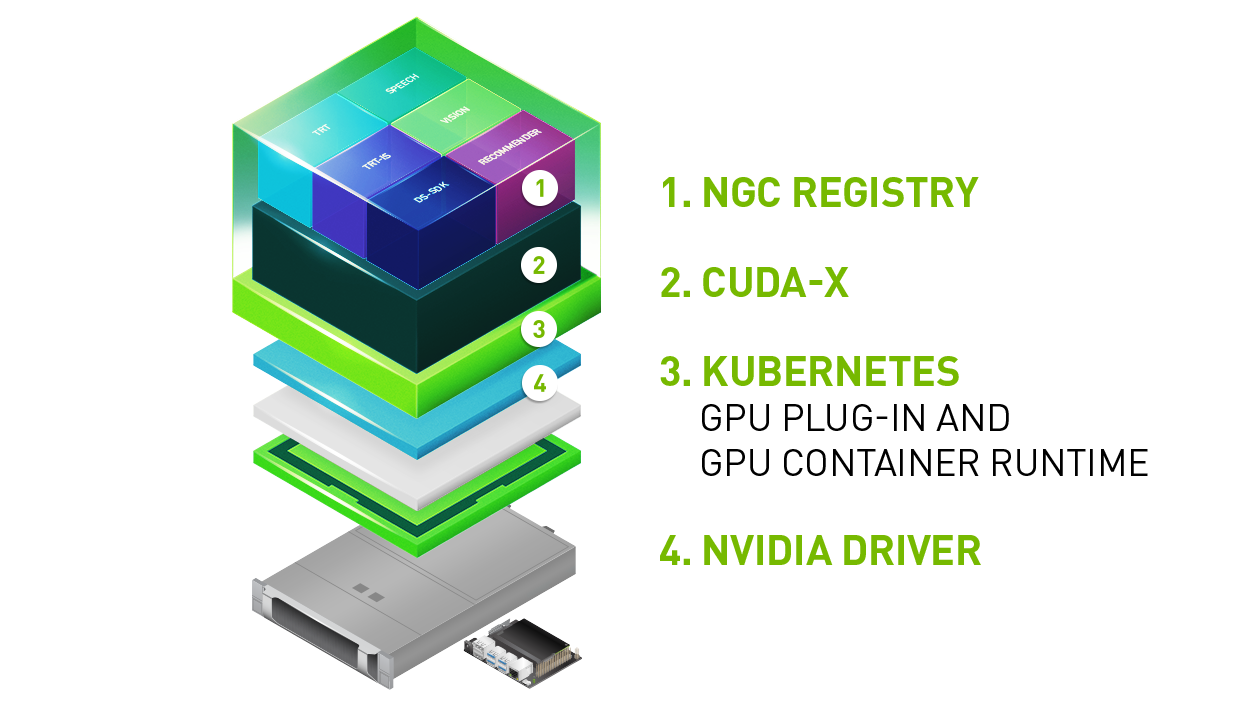 SPEECH
TRT
VISION
TRT-IS
RECOMMENDER
DS-SDK
1
2
3
4
1. NGC REGISTRY
2. CUDA-X
3. KUBERNETES
GPU PLUG-IN AND
GPU CONTAINER RUNTIME
4. NVIDIA DRIVER